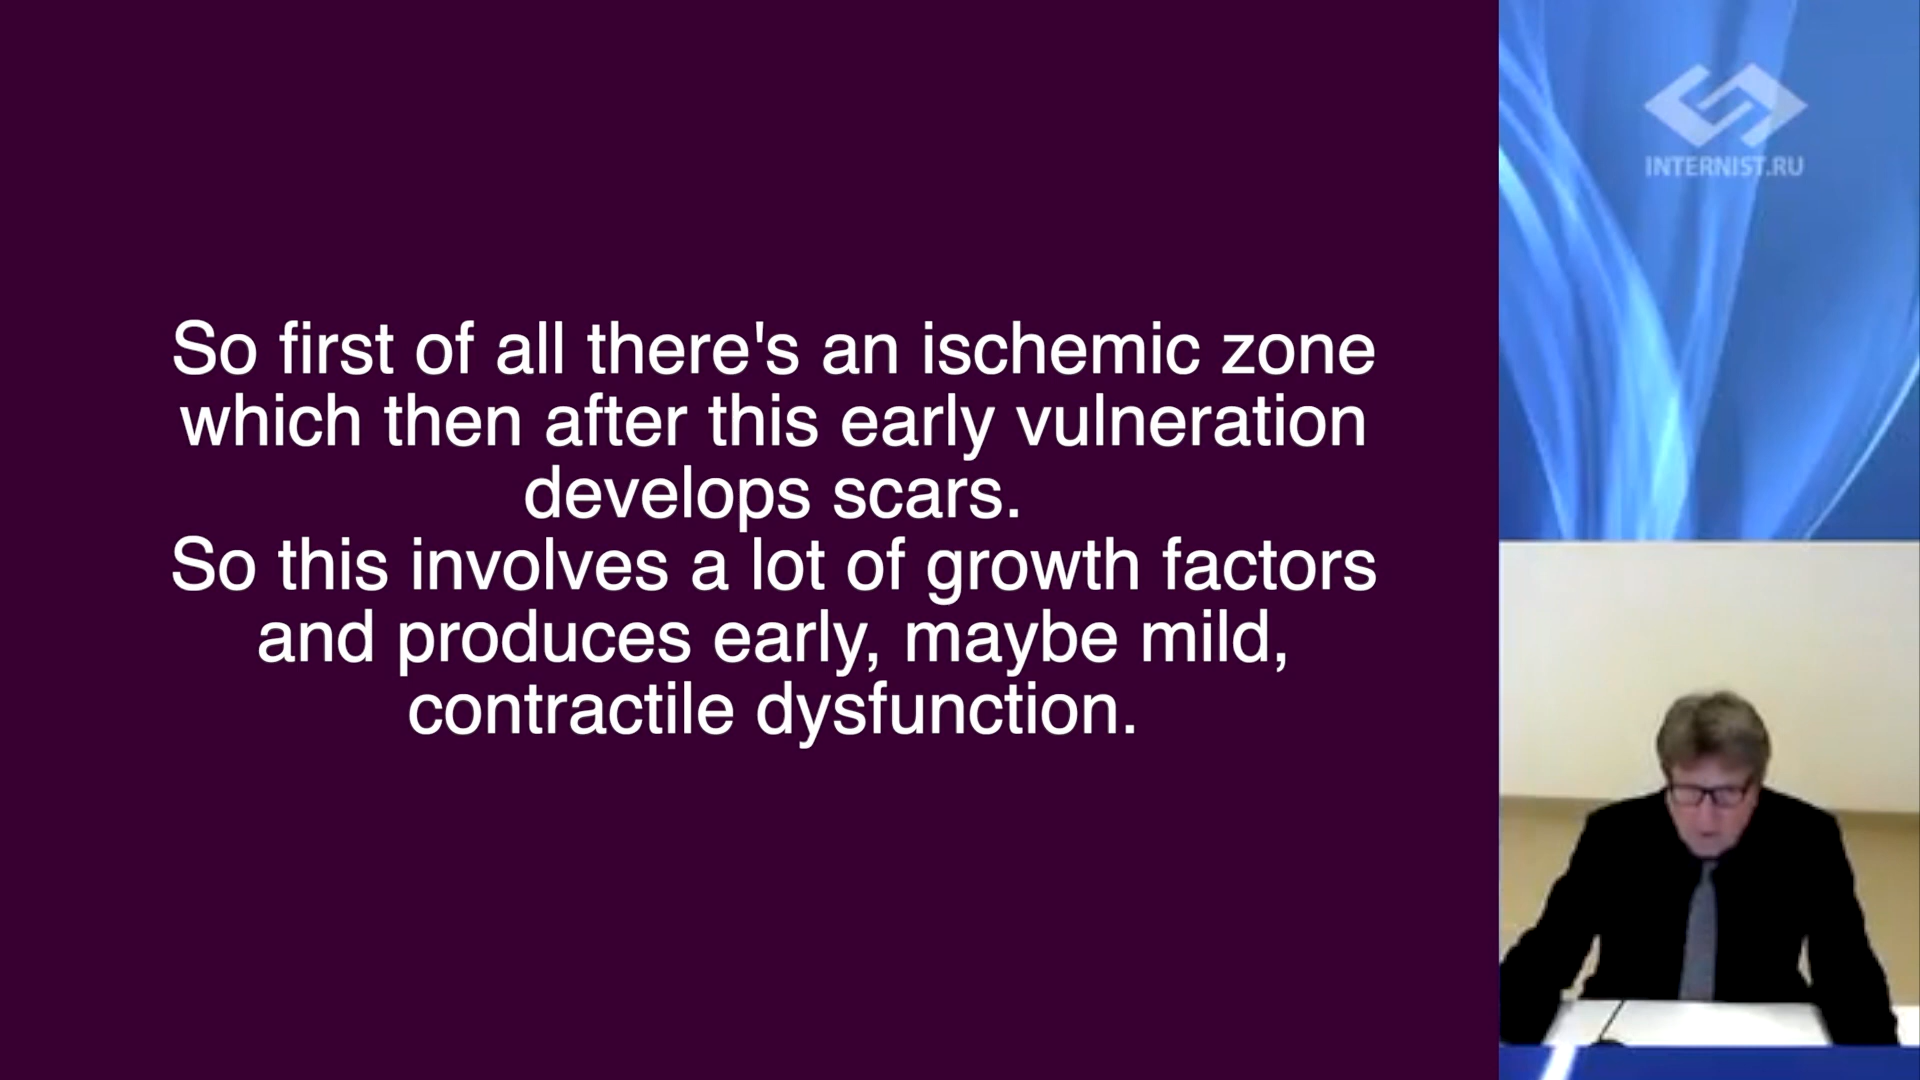 So first of all there's an ischemic zone
which then after this early vulneration
develops scars.
So this involves a lot of growth factors
and produces early, maybe mild,
contractile dysfunction.
INTERNIST.RU